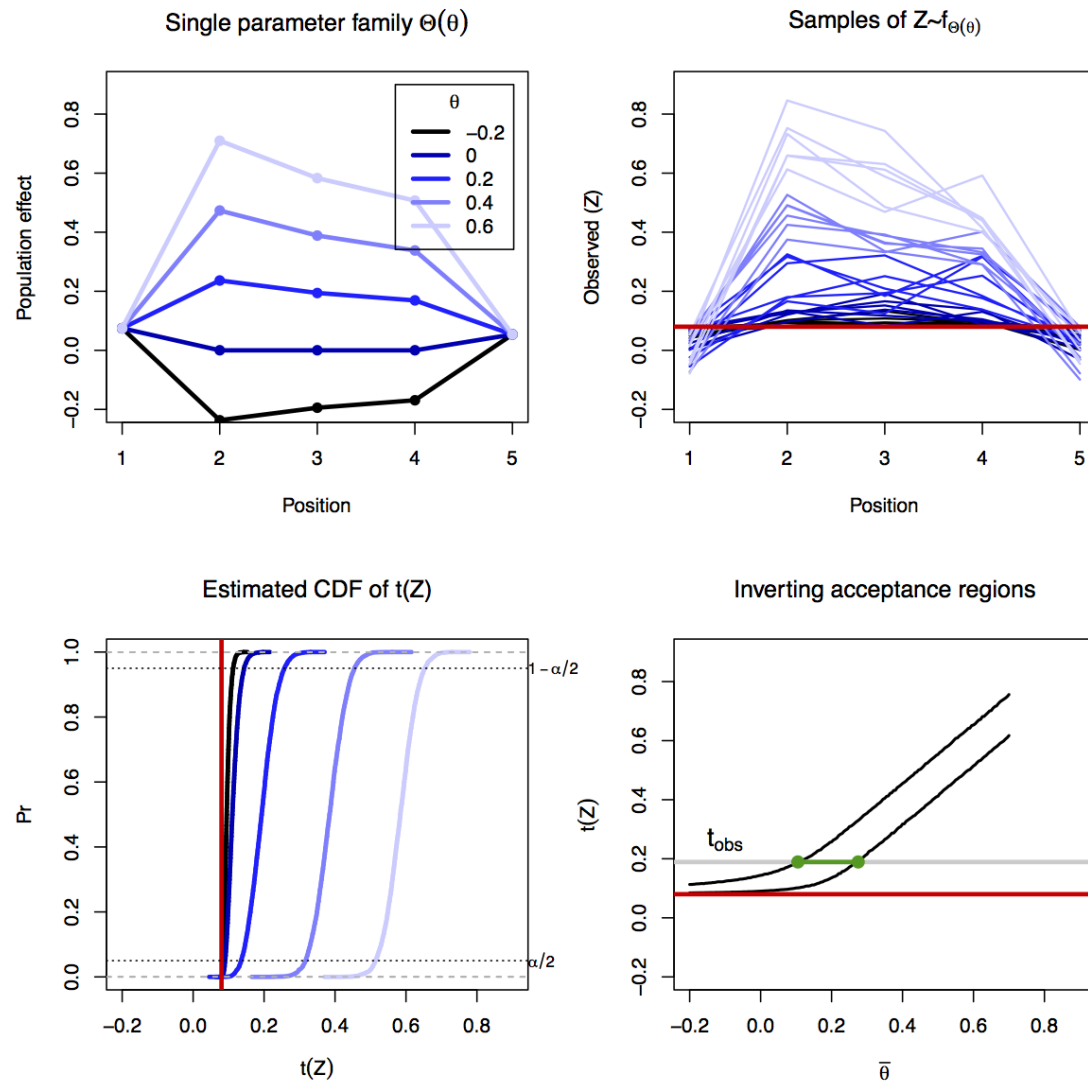 Single parameter family Θ(θ)
Population effect
0.8
0.6
0.4
0.2
0.0
−0.2
θ
−0.2
0
0.2
0.4
0.6
1 2 3 4 5
Position
Samples of Z~f_Θ(θ)
Observed (Z)
0.8
0.6
0.4
0.2
0.0
−0.2
1 2 3 4 5
Position
Estimated CDF of t(Z)
Pr
1.0
0.8
0.6
0.4
0.2
0.0
1−α/2
α/2
−0.2 0.0 0.2 0.4 0.6 0.8
t(Z)
Inverting acceptance regions
t(Z)
0.8
0.6
0.4
0.2
0.0
−0.2
t_obs
−0.2 0.0 0.2 0.4 0.6 0.8
θ̅